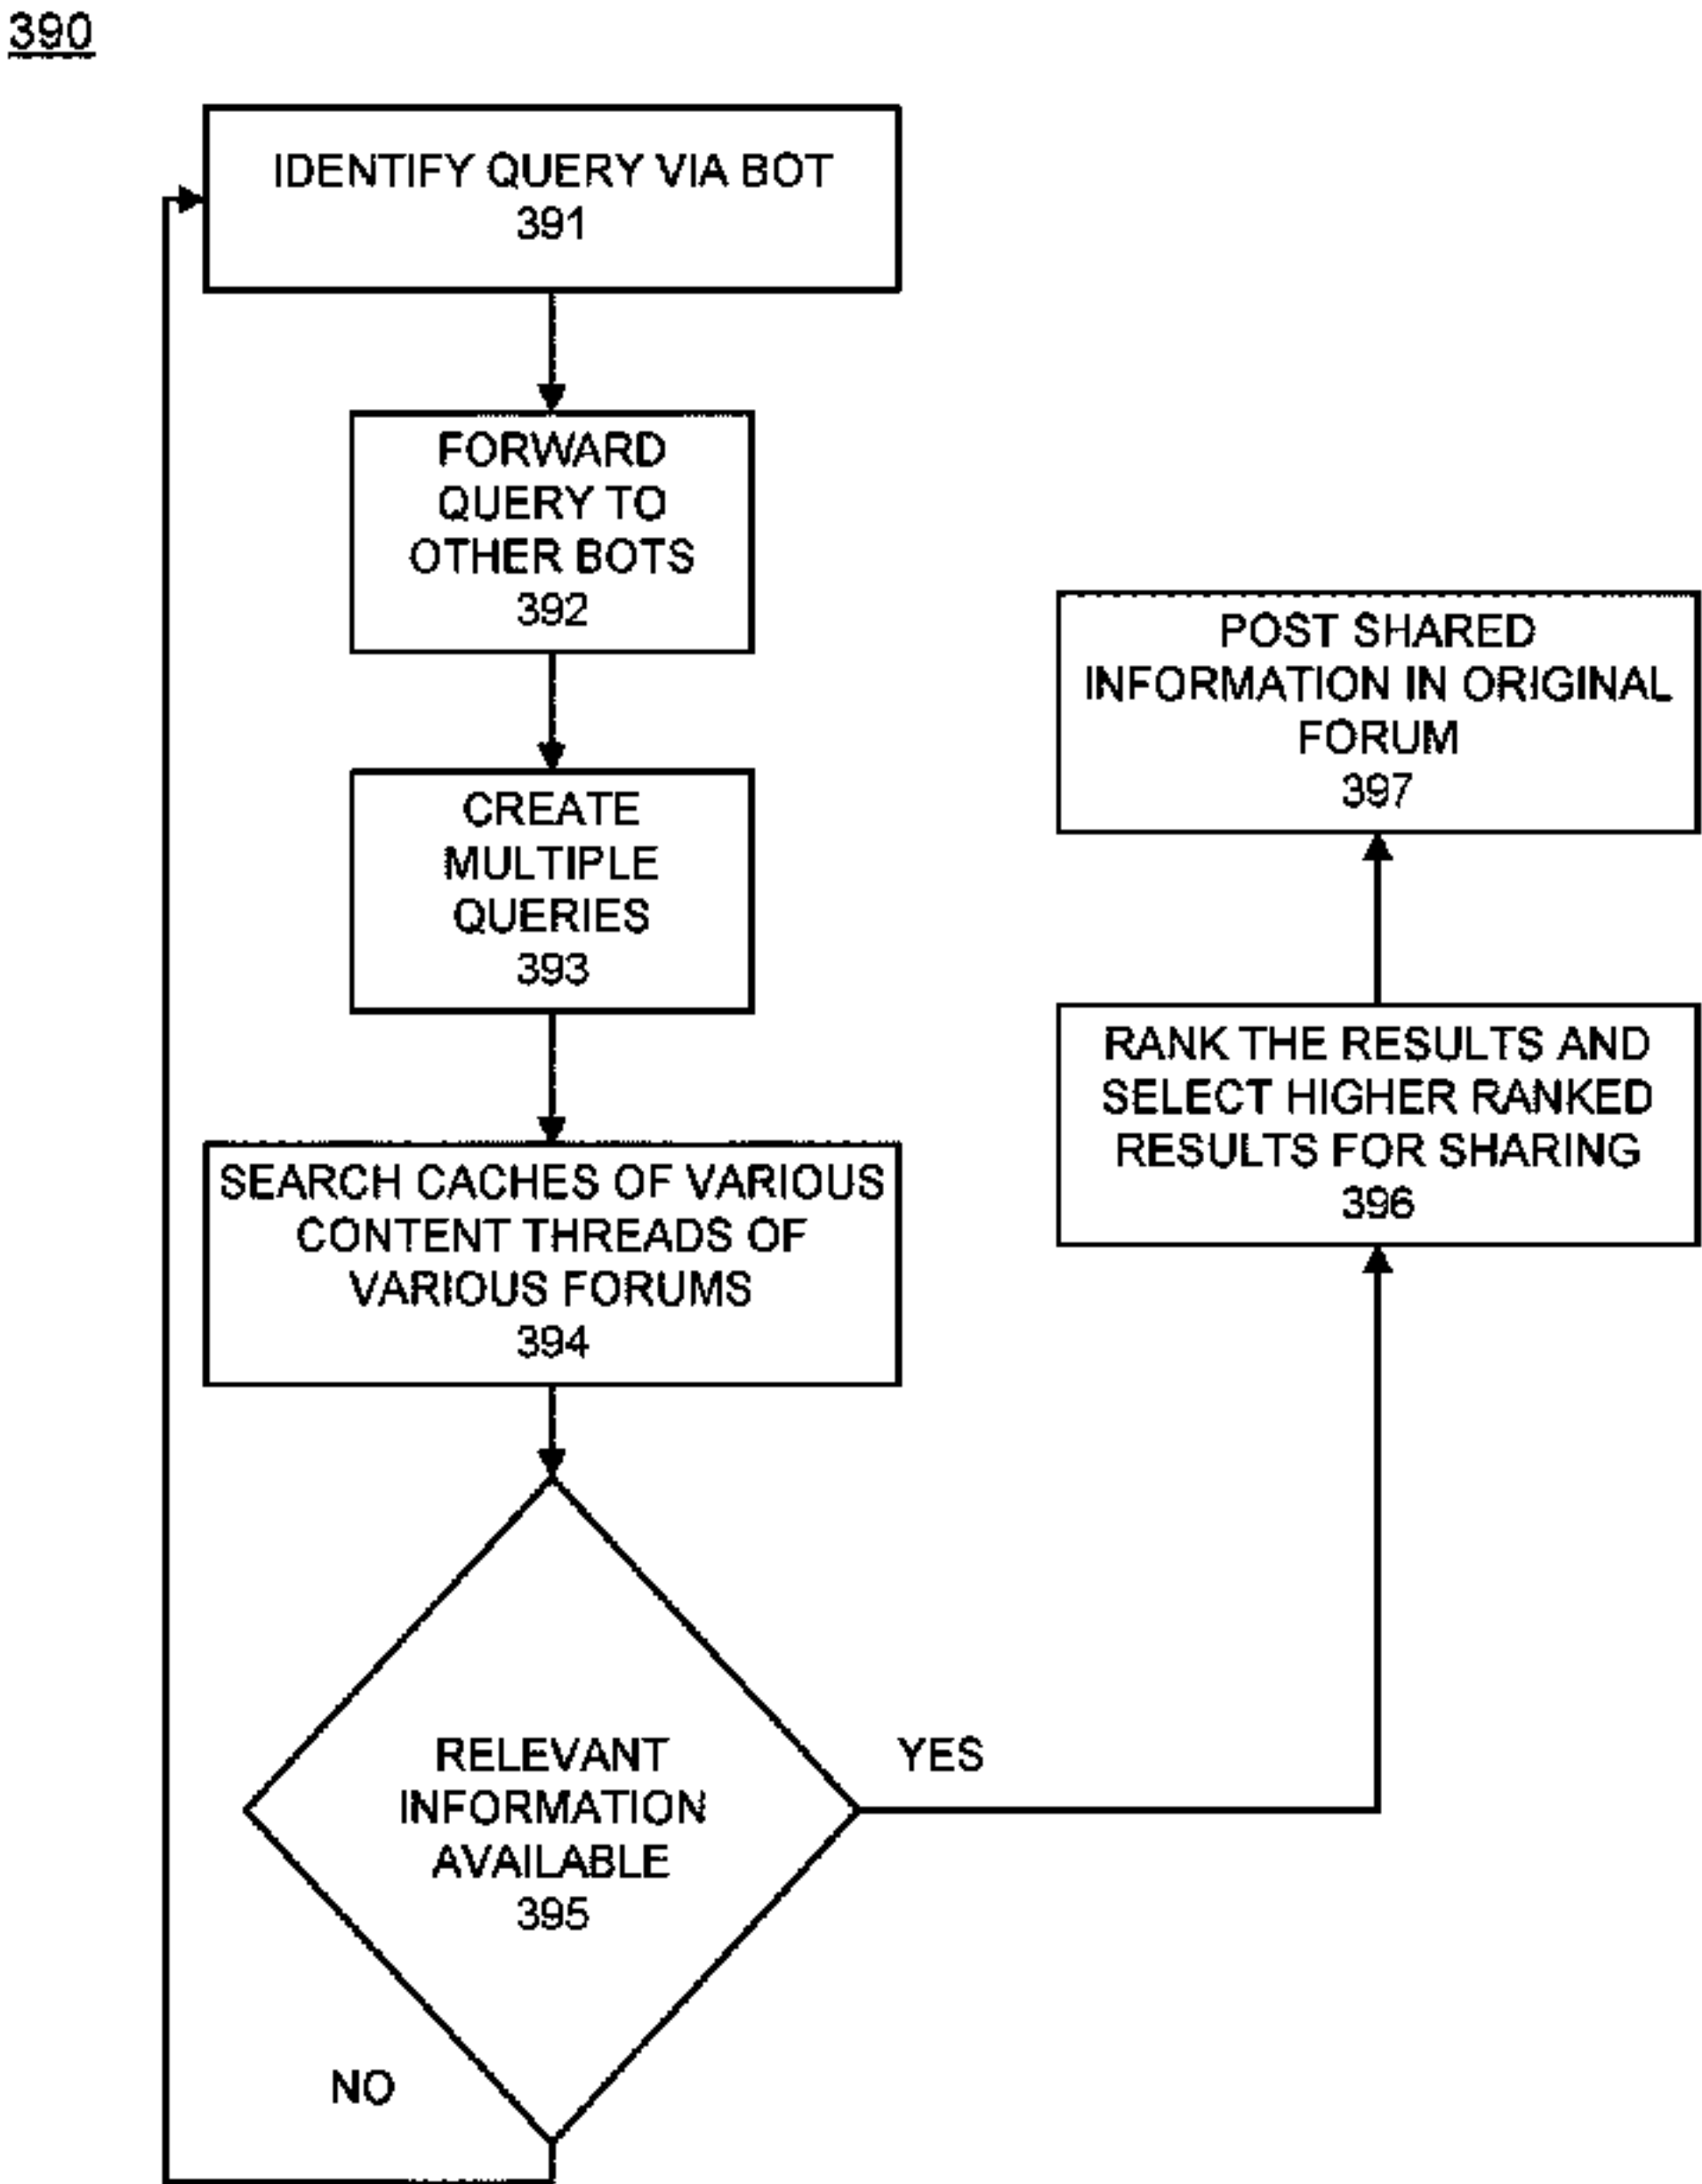 390
IDENTIFY QUERY VIA BOT
391
FORWARD
QUERY TO
OTHER BOTS
392
CREATE
MULTIPLE
QUERIES
393
SEARCH CACHES OF VARIOUS
CONTENT THREADS OF
VARIOUS FORUMS
394
RELEVANT
INFORMATION
AVAILABLE
395
YES
NO
RANK THE RESULTS AND
SELECT HIGHER RANKED
RESULTS FOR SHARING
396
POST SHARED
INFORMATION IN ORIGINAL
FORUM
397